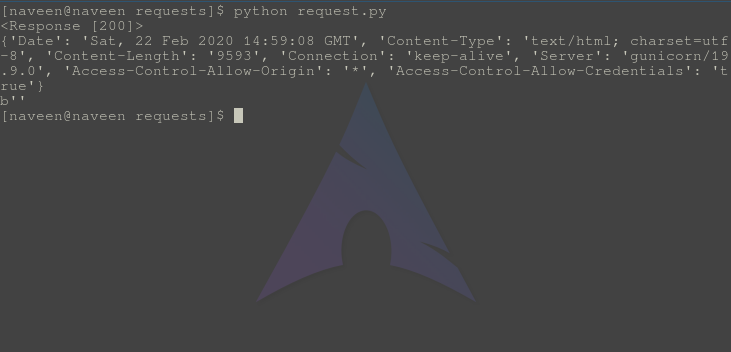 [naveen@naveen requests]$ python request.py
<Response [200]>
{'Date': 'Sat, 22 Feb 2020 14:59:08 GMT', 'Content-Type': 'text/html; charset=utf
-8', 'Content-Length': '9593', 'Connection': 'keep-alive', 'Server': 'gunicorn/19
.9.0', 'Access-Control-Allow-Origin': '*', 'Access-Control-Allow-Credentials': 't
rue'}
b''
[naveen@naveen requests]$